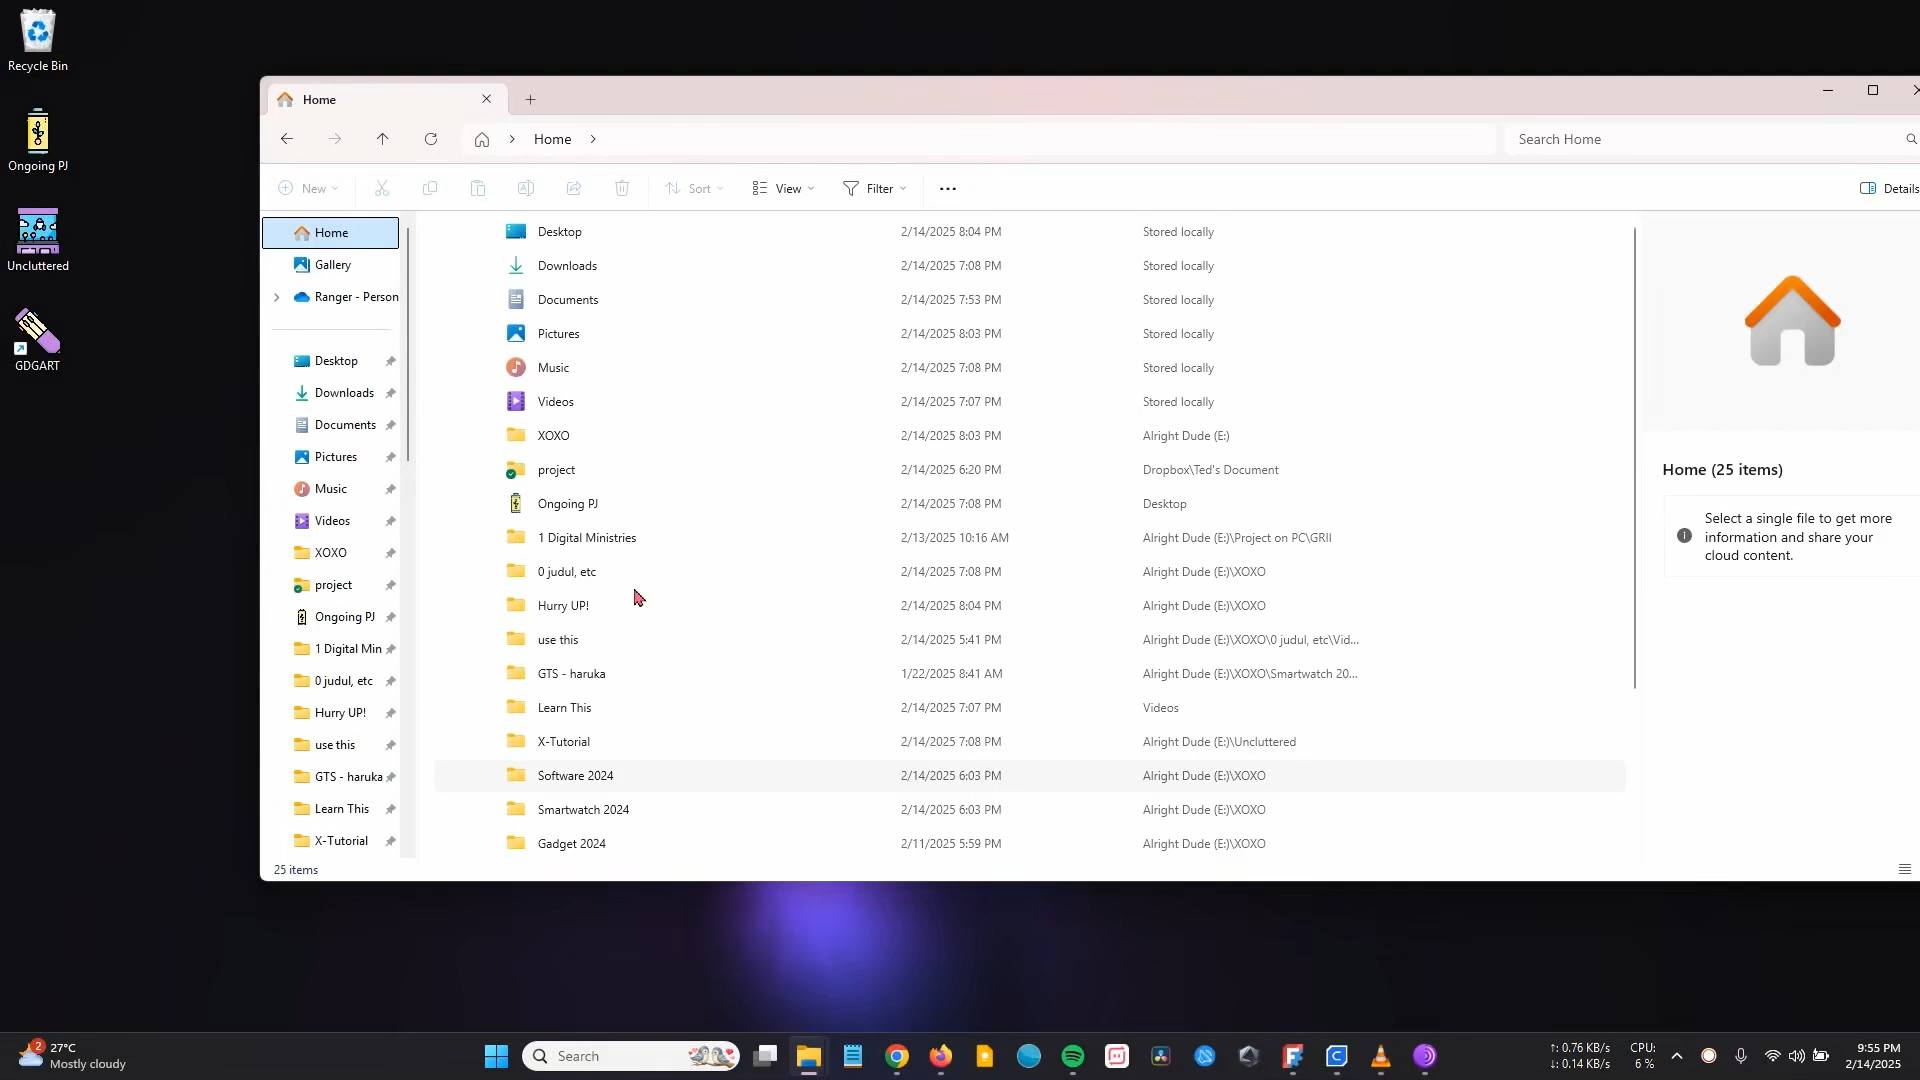 Recycle Bin
Ongoing PJ
Uncluttered
GDGART
Home
Home
Search Home
New
Sort
View
Filter
Details
Home
Gallery
Ranger - Person
Desktop
Downloads
Documents
Pictures
Music
Videos
XOXO
project
Ongoing PJ
1 Digital Min
0 judul, etc
Hurry UP!
use this
GTS - haruka
Learn This
X-Tutorial
Desktop 2/14/2025 8:04 PM Stored locally
Downloads 2/14/2025 7:08 PM Stored locally
Documents 2/14/2025 7:53 PM Stored locally
Pictures 2/14/2025 8:03 PM Stored locally
Music 2/14/2025 7:08 PM Stored locally
Videos 2/14/2025 7:07 PM Stored locally
XOXO 2/14/2025 8:03 PM Alright Dude (E:)
project 2/14/2025 6:20 PM Dropbox\Ted's Document
Ongoing PJ 2/14/2025 7:08 PM Desktop
1 Digital Ministries 2/13/2025 10:16 AM Alright Dude (E:)\Project on PC\GRII
0 judul, etc 2/14/2025 7:08 PM Alright Dude (E:)\XOXO
Hurry UP! 2/14/2025 8:04 PM Alright Dude (E:)\XOXO
use this 2/14/2025 5:41 PM Alright Dude (E:)\XOXO\0 judul, etc\Vid...
GTS - haruka 1/22/2025 8:41 AM Alright Dude (E:)\XOXO\Smartwatch 20...
Learn This 2/14/2025 7:07 PM Videos
X-Tutorial 2/14/2025 7:08 PM Alright Dude (E:)\Uncluttered
Software 2024 2/14/2025 6:03 PM Alright Dude (E:)\XOXO
Smartwatch 2024 2/14/2025 6:03 PM Alright Dude (E:)\XOXO
Gadget 2024 2/11/2025 5:59 PM Alright Dude (E:)\XOXO
Home (25 items)
Select a single file to get more
information and share your
cloud content.
25 items
2
27°C
Mostly cloudy
Search
↑: 0.76 KB/s
↓: 0.14 KB/s
CPU:
6 %
9:55 PM
2/14/2025